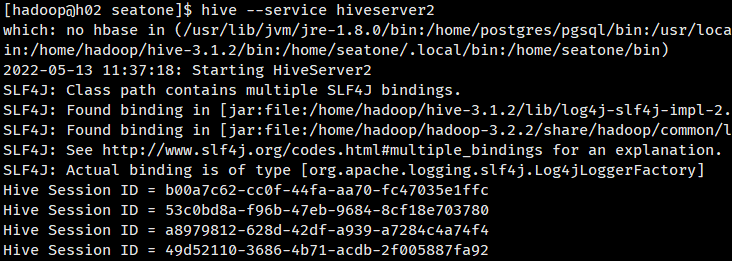 [hadoop@h02 seatone]$ hive --service hiveserver2
which: no hbase in (/usr/lib/jvm/jre-1.8.0/bin:/home/postgres/pgsql/bin:/usr/loca
in:/home/hadoop/hive-3.1.2/bin:/home/seatone/.local/bin:/home/seatone/bin)
2022-05-13 11:37:18: Starting HiveServer2
SLF4J: Class path contains multiple SLF4J bindings.
SLF4J: Found binding in [jar:file:/home/hadoop/hive-3.1.2/lib/log4j-slf4j-impl-2.
SLF4J: Found binding in [jar:file:/home/hadoop/hadoop-3.2.2/share/hadoop/common/l
SLF4J: See http://www.slf4j.org/codes.html#multiple_bindings for an explanation.
SLF4J: Actual binding is of type [org.apache.logging.slf4j.Log4jLoggerFactory]
Hive Session ID = b00a7c62-cc0f-44fa-aa70-fc47035e1ffc
Hive Session ID = 53c0bd8a-f96b-47eb-9684-8cf18e703780
Hive Session ID = a8979812-628d-42df-a939-a7284c4a74f4
Hive Session ID = 49d52110-3686-4b71-acdb-2f005887fa92